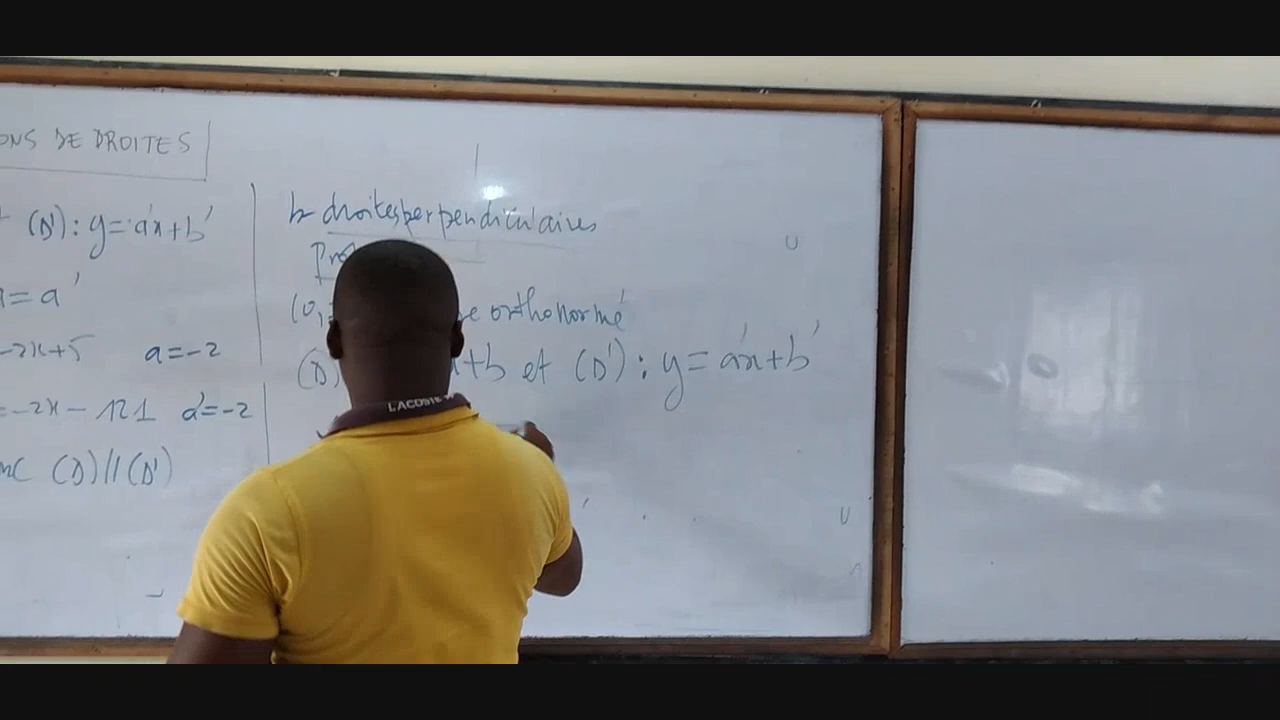 ONS DE DROITES
(D') : y = a'x + b'
= a'
-2x+5 a = -2
= -2x - 121 a' = -2
(D) // (D')
b- droites perpendiculaires
orthonormé
(D) +b et (D') : y = a'x + b'
LACOSTE